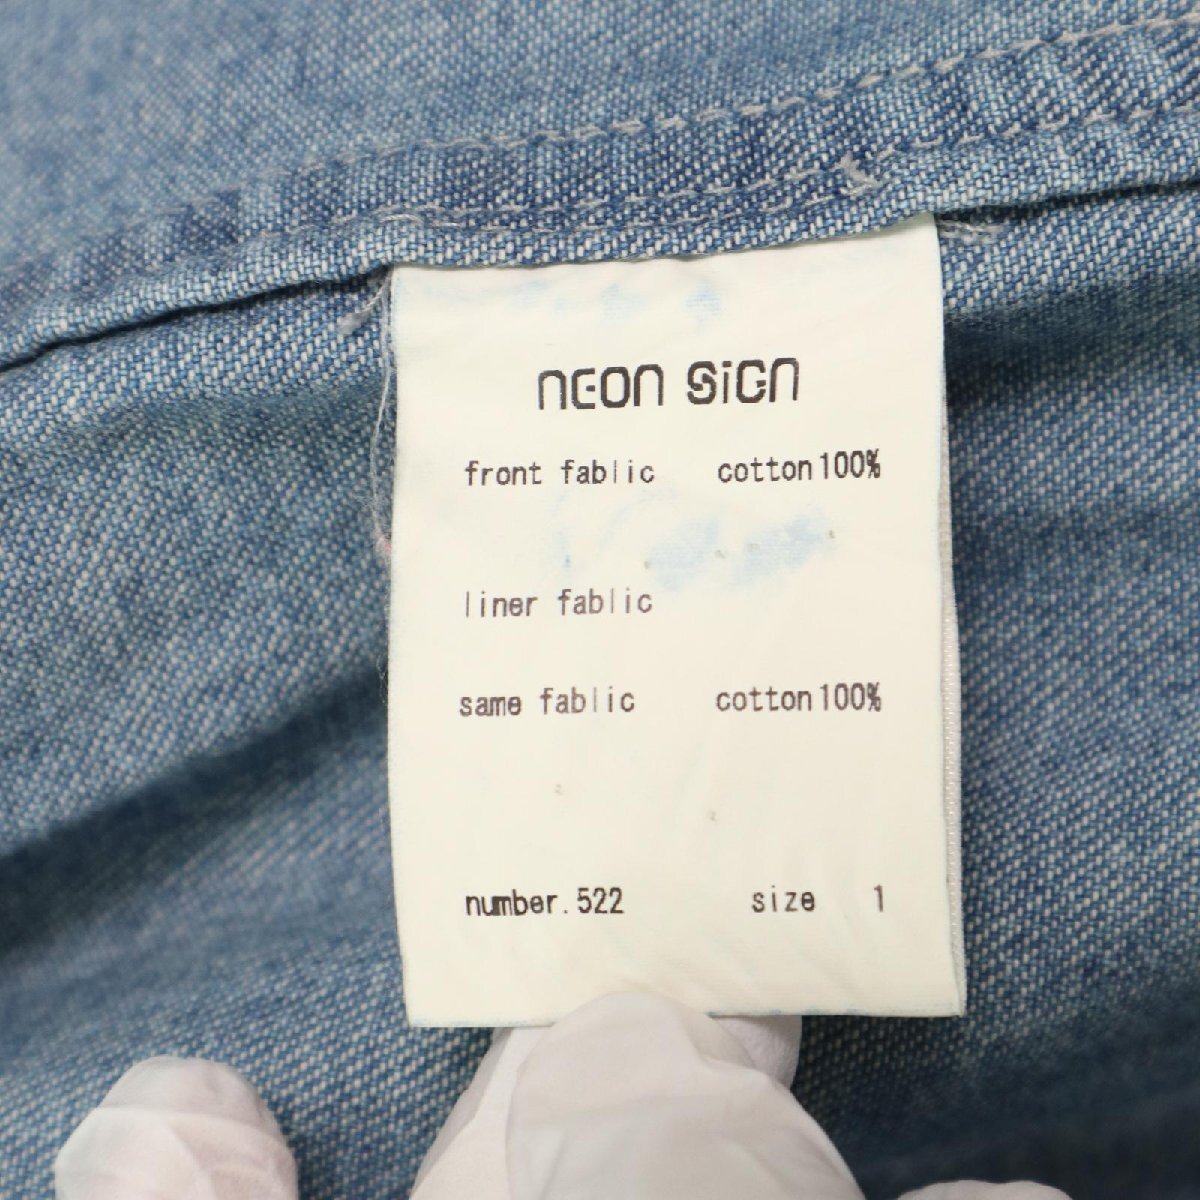 neon sign
front fablic cotton100%
liner fablic
same fablic cotton100%
number.522 size 1